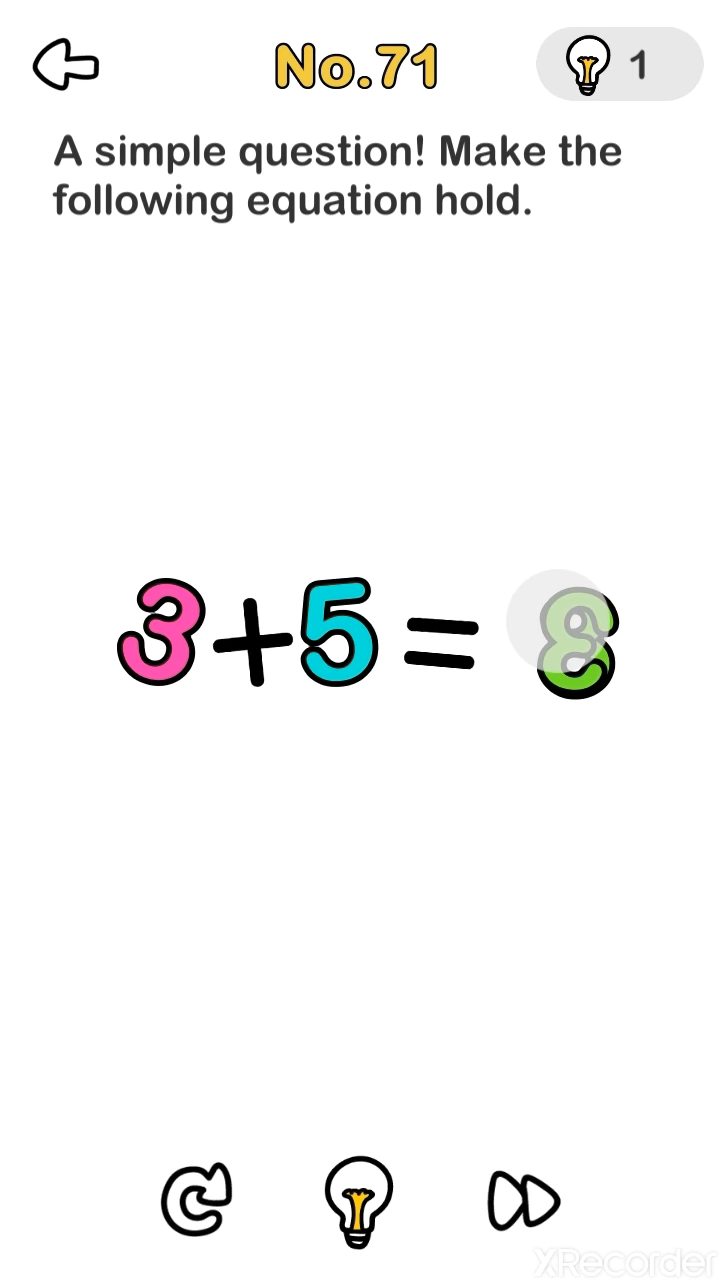 No.71
1
A simple question! Make the
following equation hold.
3+5=8
XRecorder